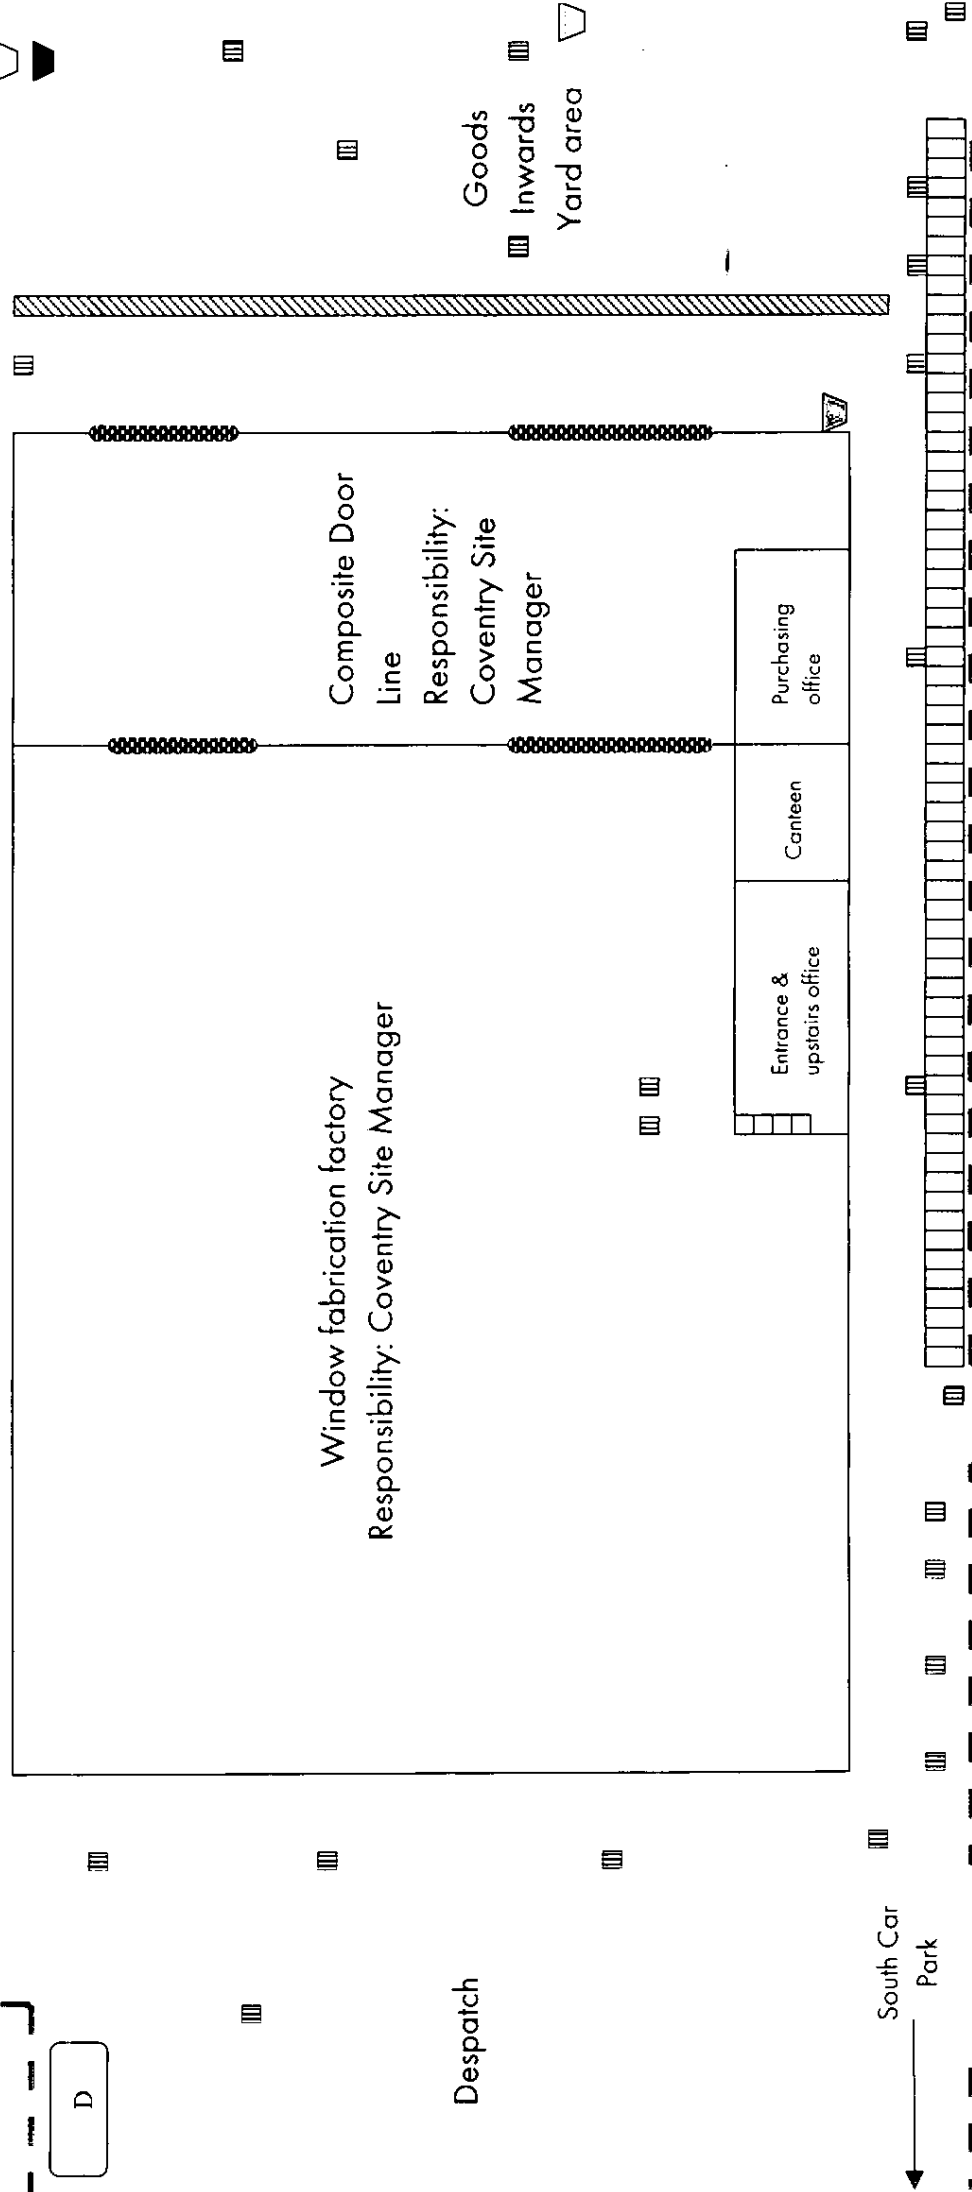 Goods
Inwards
Yard area
Composite Door
Line
Responsibility:
Coventry Site
Manager
Purchasing
office
Canteen
Entrance &
upstairs office
Window fabrication factory
Responsibility: Coventry Site Manager
Despatch
D
South Car
Park